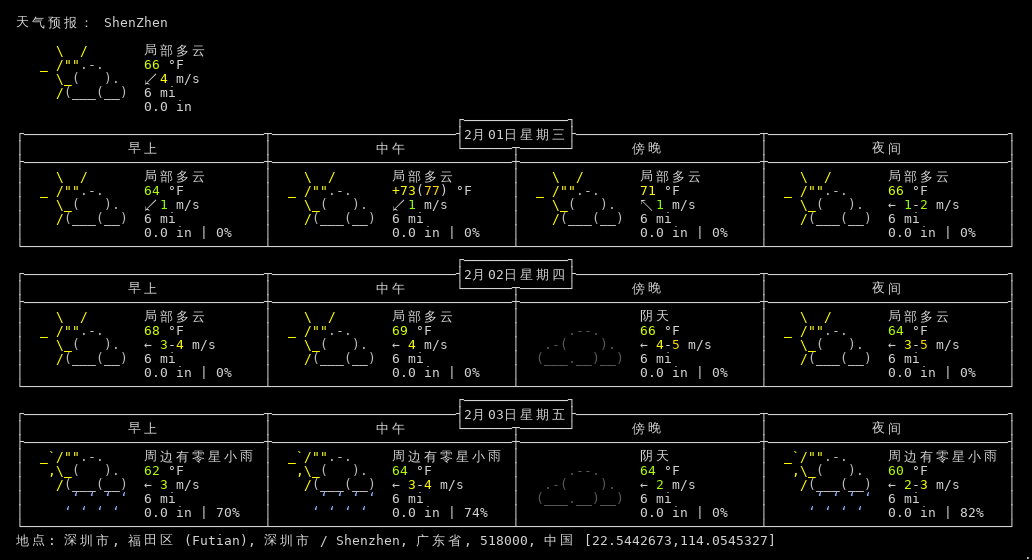 天气预报： ShenZhen
局部多云
66 °F
↙4 m/s
6 mi
0.0 in
2月01日星期三
早上 中午 傍晚 夜间
局部多云 局部多云 局部多云 局部多云
64 °F +73(77) °F 71 °F 66 °F
↙1 m/s ↙1 m/s ↖1 m/s ← 1-2 m/s
6 mi 6 mi 6 mi 6 mi
0.0 in | 0% 0.0 in | 0% 0.0 in | 0% 0.0 in | 0%
2月02日星期四
早上 中午 傍晚 夜间
局部多云 局部多云 阴天 局部多云
68 °F 69 °F 66 °F 64 °F
← 3-4 m/s ← 4 m/s ← 4-5 m/s ← 3-5 m/s
6 mi 6 mi 6 mi 6 mi
0.0 in | 0% 0.0 in | 0% 0.0 in | 0% 0.0 in | 0%
2月03日星期五
早上 中午 傍晚 夜间
周边有零星小雨 周边有零星小雨 阴天 周边有零星小雨
62 °F 64 °F 64 °F 60 °F
← 3 m/s ← 3-4 m/s ← 2 m/s ← 2-3 m/s
6 mi 6 mi 6 mi 6 mi
0.0 in | 70% 0.0 in | 74% 0.0 in | 0% 0.0 in | 82%
地点: 深圳市, 福田区 (Futian), 深圳市 / Shenzhen, 广东省, 518000, 中国 [22.5442673,114.0545327]